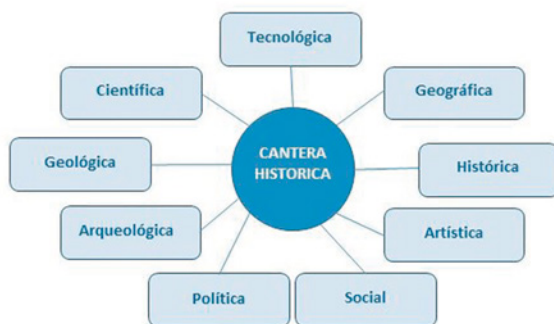 Tecnológica
Científica
Geográfica
CANTERA
HISTORICA
Geológica
Histórica
Arqueológica
Artística
Política
Social